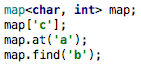 map<char, int> map;
map['c'];
map.at('a');
map.find('b');